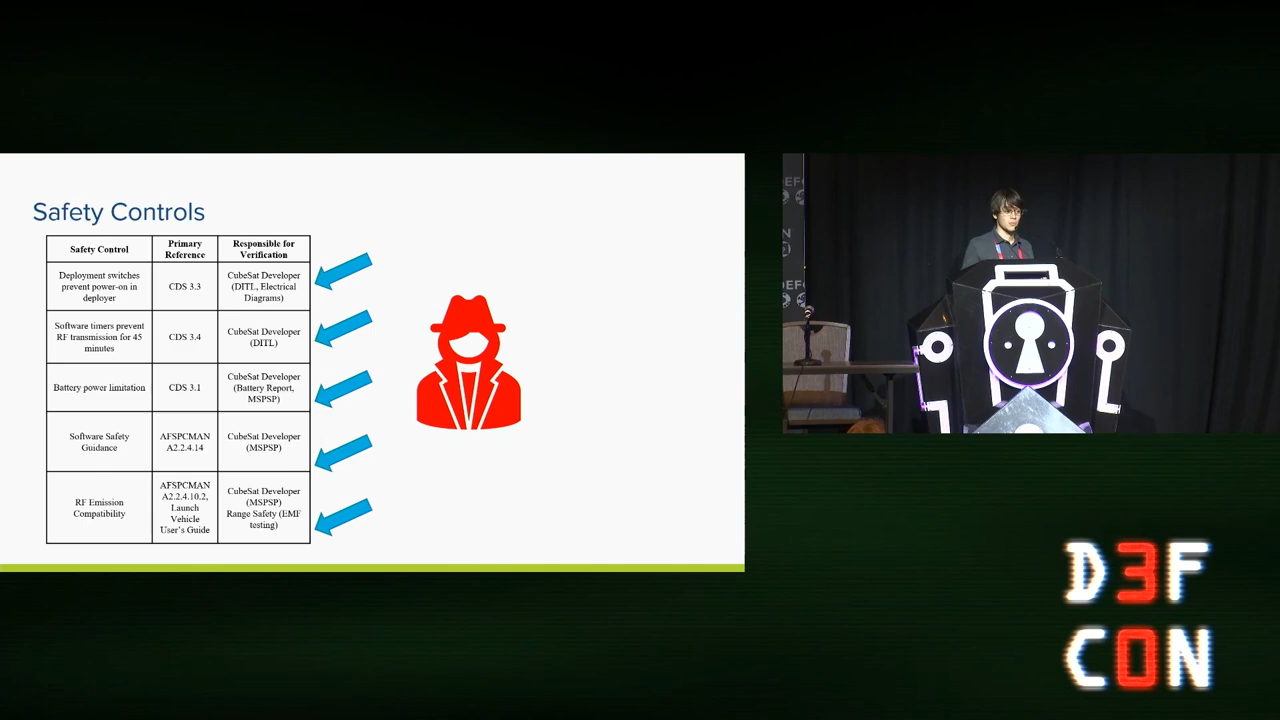 Safety Controls
Safety Control
Primary
Reference
Responsible for
Verification
Deployment switches
prevent power-on in
deployer
CDS 3.3
CubeSat Developer
(DITL, Electrical
Diagrams)
Software timers prevent
RF transmission for 45
minutes
CDS 3.4
CubeSat Developer
(DITL)
Battery power limitation
CDS 3.1
CubeSat Developer
(Battery Report,
MSPSP)
Software Safety
Guidance
AFSPCMAN
A2.2.4.14
CubeSat Developer
(MSPSP)
RF Emission
Compatibility
AFSPCMAN
A2.2.4.10.2,
Launch
Vehicle
User's Guide
CubeSat Developer
(MSPSP)
Range Safety (EMF
testing)
DEFC
D3F
C0N